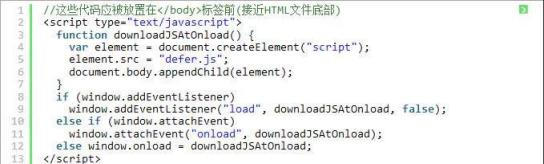 1 //这些代码应被放置在</body>标签前(接近HTML文件底部)
2 <script type="text/javascript">
3 function downloadJSAtOnload() {
4 var element = document.createElement("script");
5 element.src = "defer.js";
6 document.body.appendChild(element);
7 }
8 if (window.addEventListener)
9 window.addEventListener("load", downloadJSAtOnload, false);
10 else if (window.attachEvent)
11 window.attachEvent("onload", downloadJSAtOnload);
12 else window.onload = downloadJSAtOnload;
13 </script>